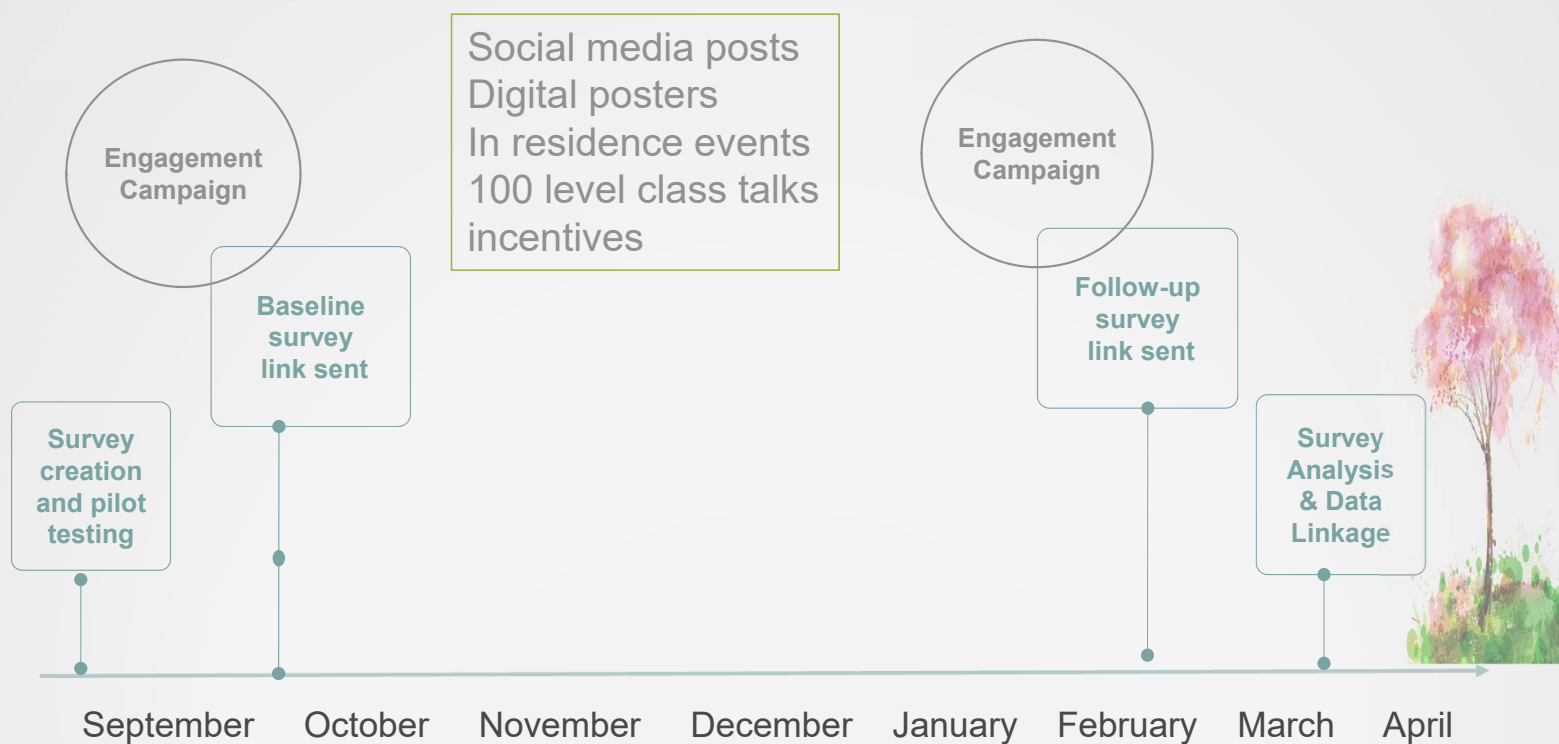 Engagement
Campaign
Social media posts
Digital posters
In residence events
100 level class talks
incentives
Engagement
Campaign
Baseline
survey
link sent
Follow-up
survey
link sent
Survey
creation
and pilot
testing
Survey
Analysis
& Data
Linkage
September October November December January February March April